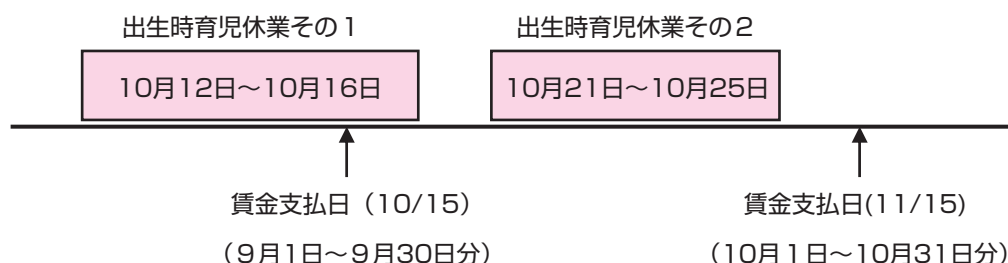 出生時育児休業その1
出生時育児休業その2
10月12日～10月16日
10月21日～10月25日
賃金支払日（10/15）
賃金支払日(11/15)
（9月1日～9月30日分）
（10月1日～10月31日分）